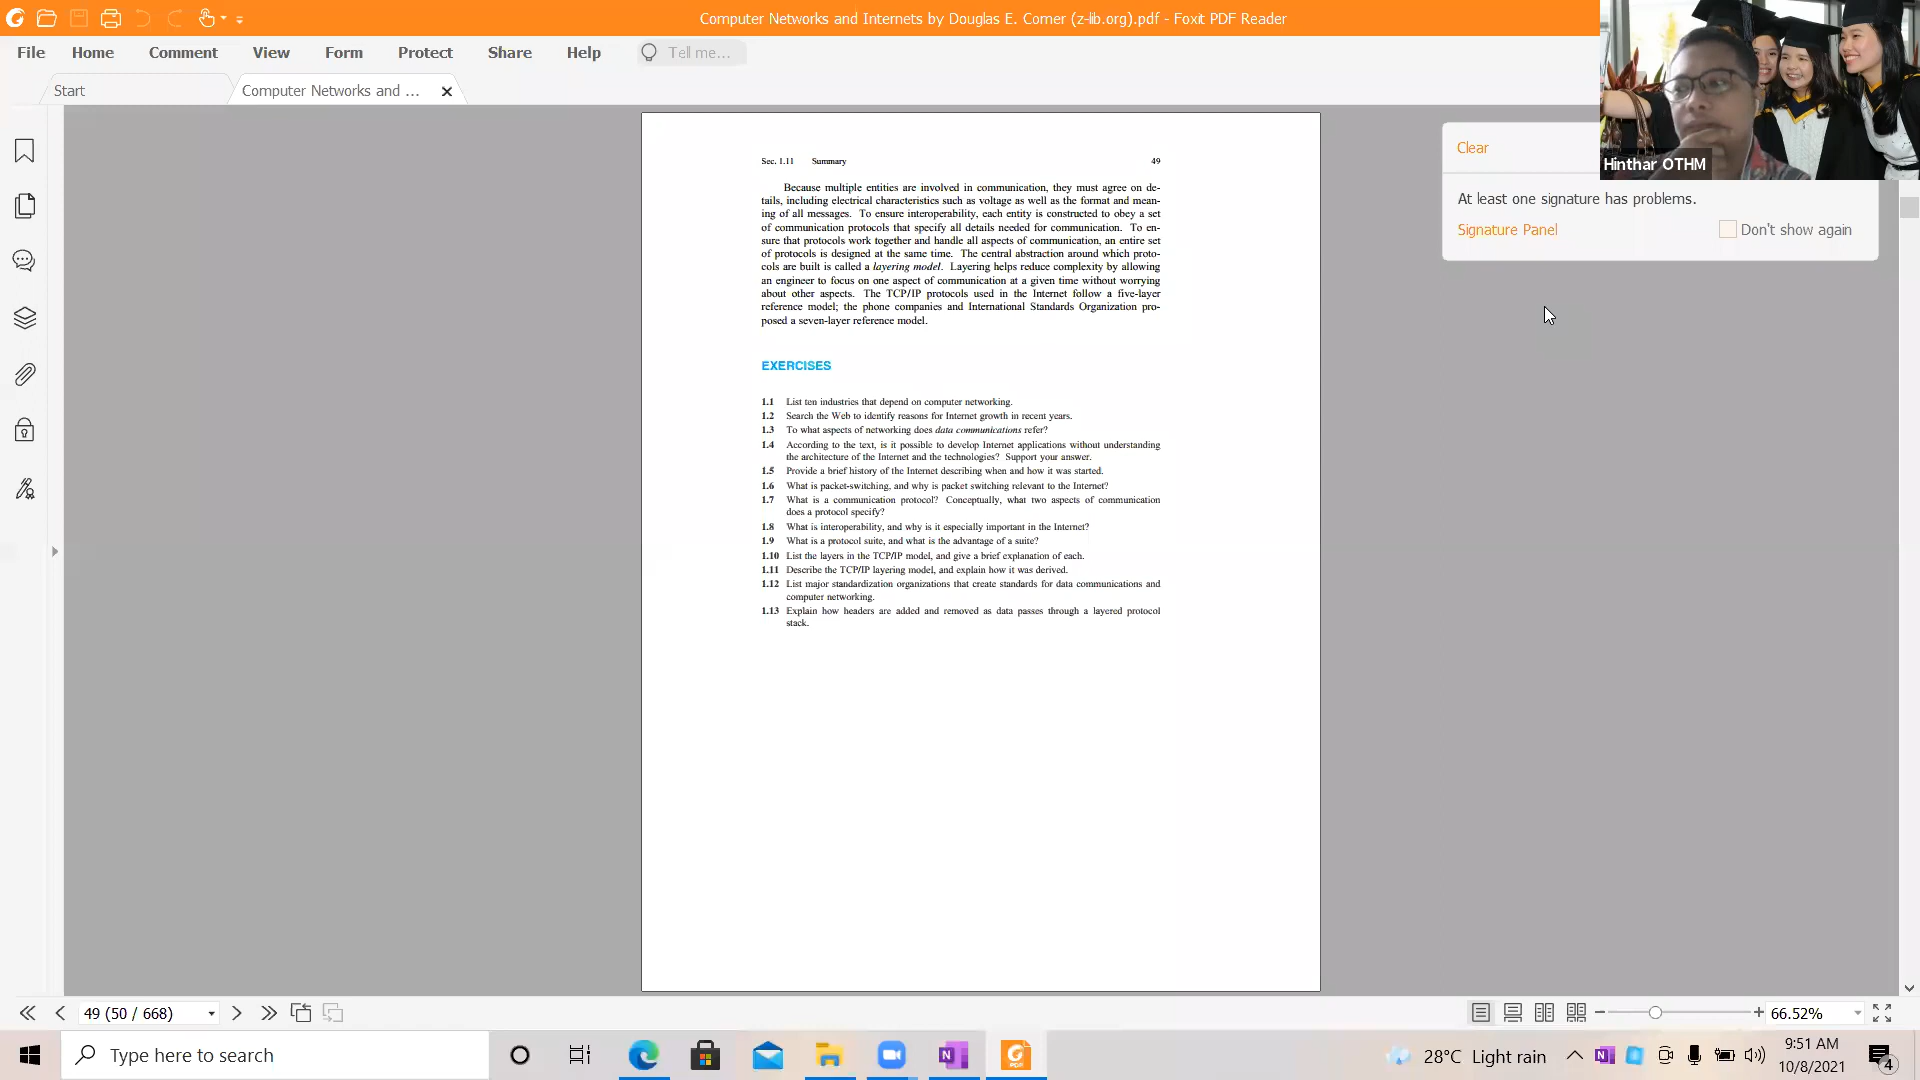 Computer Networks and Internets by Douglas E. Comer (z-lib.org).pdf - Foxit PDF Reader
File Home Comment View Form Protect Share Help Tell me...
Start Computer Networks and ...
Hinthar OTHM
Clear
At least one signature has problems.
Signature Panel Don't show again
Sec. 1.11 Summary 49
Because multiple entities are involved in communication, they must agree on de-
tails, including electrical characteristics such as voltage as well as the format and mean-
ing of all messages. To ensure interoperability, each entity is constructed to obey a set
of communication protocols that specify all details needed for communication. To en-
sure that protocols work together and handle all aspects of communication, an entire set
of protocols is designed at the same time. The central abstraction around which proto-
cols are built is called a layering model. Layering helps reduce complexity by allowing
an engineer to focus on one aspect of communication at a given time without worrying
about other aspects. The TCP/IP protocols used in the Internet follow a five-layer
reference model; the phone companies and International Standards Organization pro-
posed a seven-layer reference model.
EXERCISES
1.1 List ten industries that depend on computer networking.
1.2 Search the Web to identify reasons for Internet growth in recent years.
1.3 To what aspects of networking does data communications refer?
1.4 According to the text, is it possible to develop Internet applications without understanding
the architecture of the Internet and the technologies? Support your answer.
1.5 Provide a brief history of the Internet describing when and how it was started.
1.6 What is packet-switching, and why is packet switching relevant to the Internet?
1.7 What is a communication protocol? Conceptually, what two aspects of communication
does a protocol specify?
1.8 What is interoperability, and why is it especially important in the Internet?
1.9 What is a protocol suite, and what is the advantage of a suite?
1.10 List the layers in the TCP/IP model, and give a brief explanation of each.
1.11 Describe the TCP/IP layering model, and explain how it was derived.
1.12 List major standardization organizations that create standards for data communications and
computer networking.
1.13 Explain how headers are added and removed as data passes through a layered protocol
stack.
49 (50 / 668) 66.52%
Type here to search
28°C Light rain
9:51 AM
10/8/2021
4